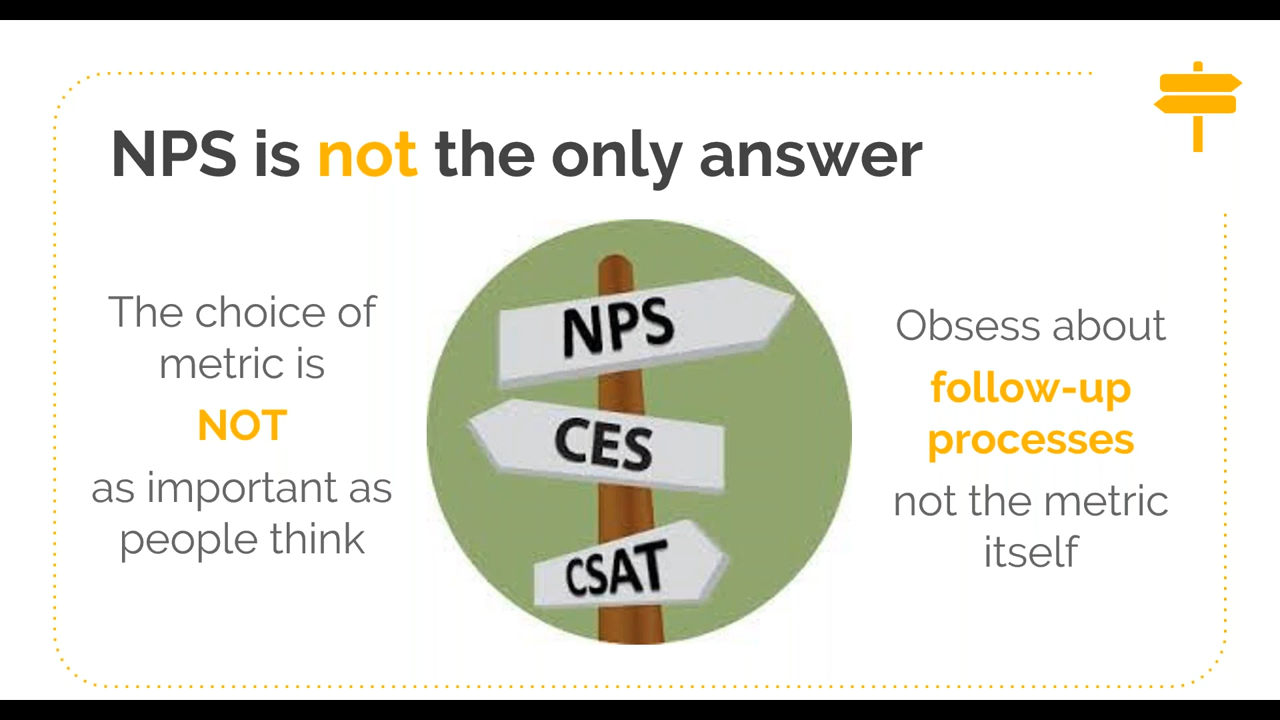 NPS is not the only answer
The choice of
metric is
NOT
as important as
people think
NPS
CES
CSAT
Obsess about
follow-up
processes
not the metric
itself